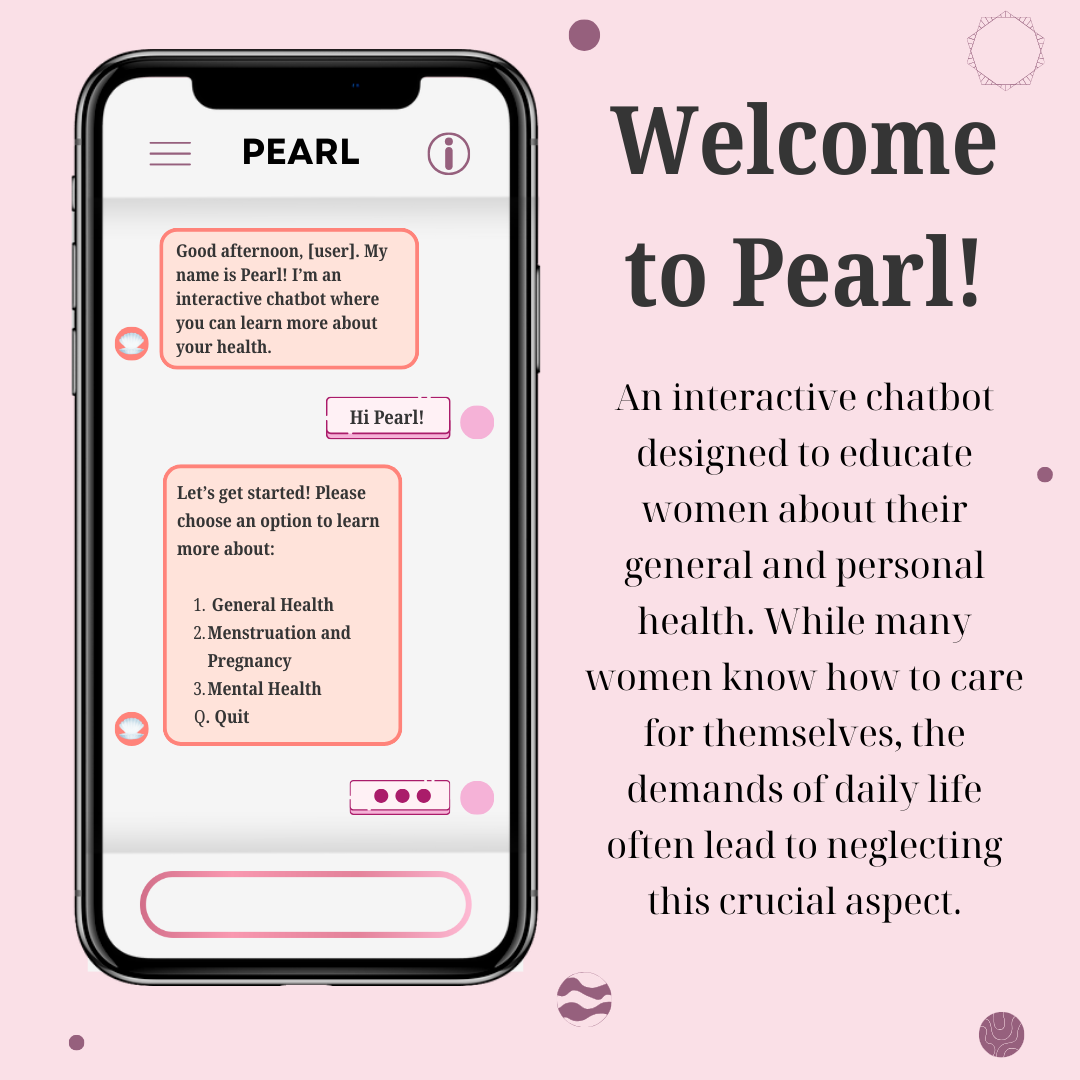 PEARL
Good afternoon, [user]. My
name is Pearl! I'm an
interactive chatbot where
you can learn more about
your health.
Hi Pearl!
Let's get started! Please
choose an option to learn
more about:
1. General Health
2. Menstruation and
Pregnancy
3. Mental Health
Q. Quit
Welcome
to Pearl!
An interactive chatbot
designed to educate
women about their
general and personal
health. While many
women know how to care
for themselves, the
demands of daily life
often lead to neglecting
this crucial aspect.